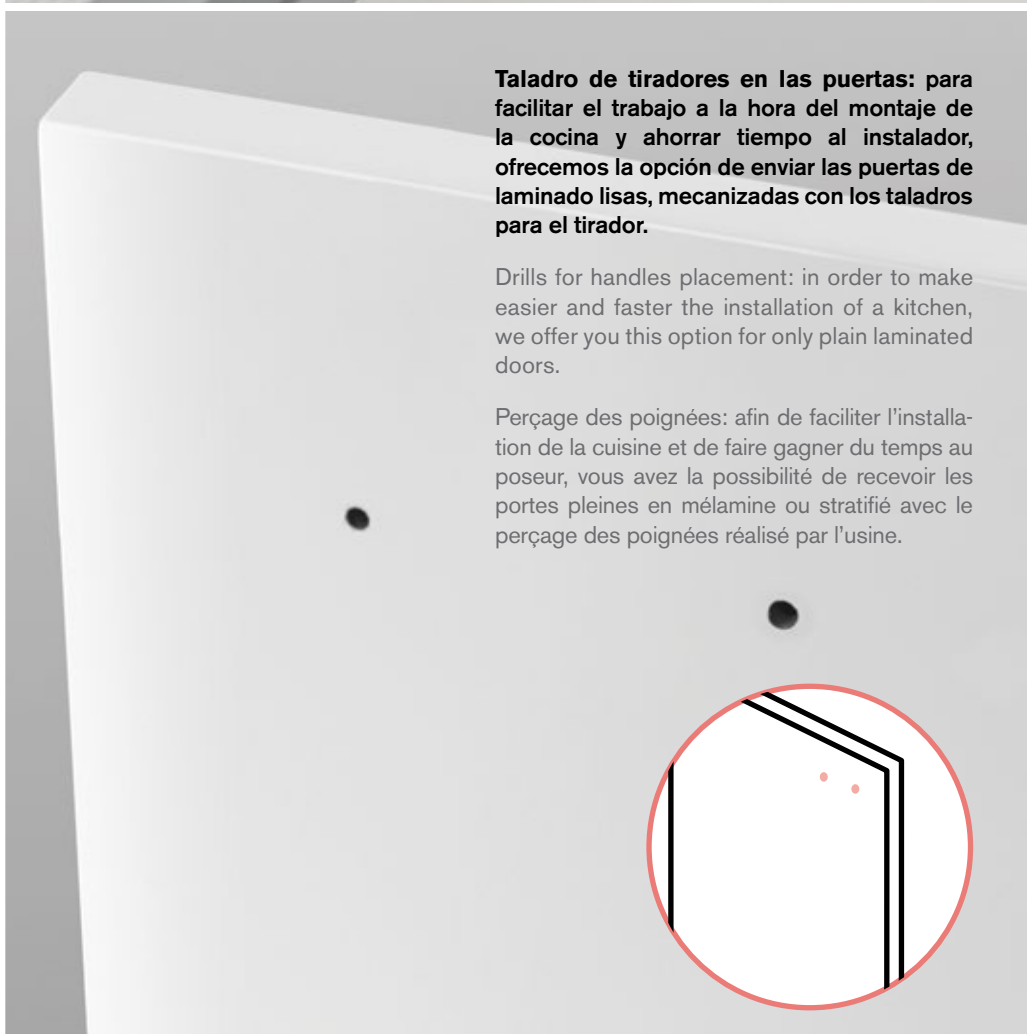 Taladro de tiradores en las puertas: para
facilitar el trabajo a la hora del montaje de
la cocina y ahorrar tiempo al instalador,
ofrecemos la opción de enviar las puertas de
laminado lisas, mecanizadas con los taladros
para el tirador.
Drills for handles placement: in order to make
easier and faster the installation of a kitchen,
we offer you this option for only plain laminated
doors.
Perçage des poignées: afin de faciliter l'installa-
tion de la cuisine et de faire gagner du temps au
poseur, vous avez la possibilité de recevoir les
portes pleines en mélamine ou stratifié avec le
perçage des poignées réalisé par l'usine.